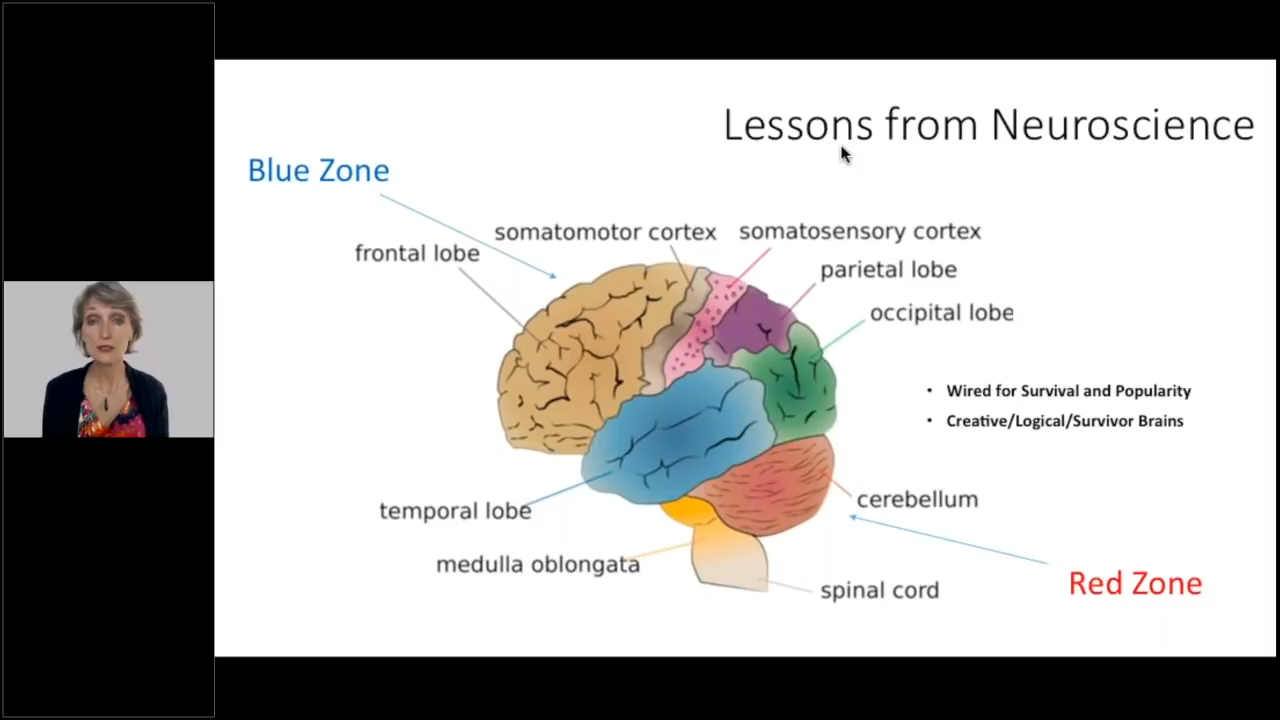 Lessons from Neuroscience
Blue Zone
somatomotor cortex
somatosensory cortex
frontal lobe
parietal lobe
occipital lobe
• Wired for Survival and Popularity
• Creative/Logical/Survivor Brains
cerebellum
temporal lobe
medulla oblongata
Red Zone
spinal cord